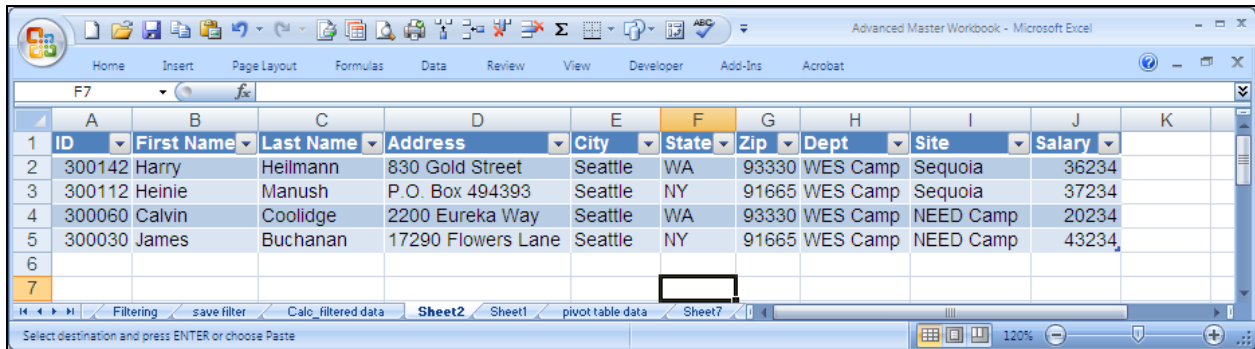 Advanced Master Workbook - Microsoft Excel
Home Insert Page Layout Formulas Data Review View Developer Add-Ins Acrobat
F7 fx
A B C D E F G H I J K
1 ID First Name Last Name Address City State Zip Dept Site Salary
2 300142 Harry Heilmann 830 Gold Street Seattle WA 93330 WES Camp Sequoia 36234
3 300112 Heinie Manush P.O. Box 494393 Seattle NY 91665 WES Camp Sequoia 37234
4 300060 Calvin Coolidge 2200 Eureka Way Seattle WA 93330 WES Camp NEED Camp 20234
5 300030 James Buchanan 17290 Flowers Lane Seattle NY 91665 WES Camp NEED Camp 43234
6
7
Filtering save filter Calc_filtered data Sheet2 Sheet1 pivot table data Sheet7
Select destination and press ENTER or choose Paste 120%